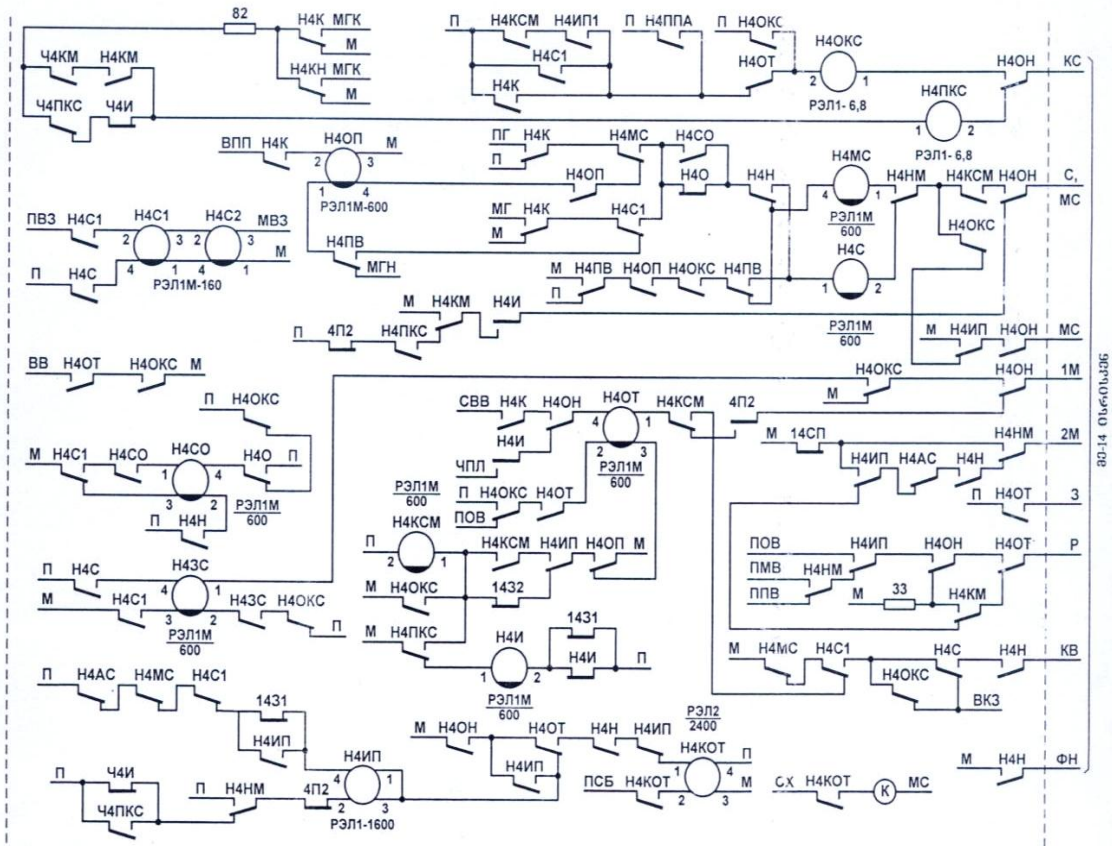 82 Н4К МГК П Н4КСМ Н4ИП1 П Н4ППА П Н4ОКС
М Н4ОКС
Ч4КМ Н4КМ Н4КН МГК Н4С1 Н4ОТ 2 1 Н4ОН КС
М Н4К РЭЛ1- 6,8 Н4ПКС
Ч4ПКС Ч4И 1 2
ВПП Н4К Н4ОП М ПГ Н4К Н4МС Н4СО РЭЛ1- 6,8
2 3 П Н4МС Н4НМ Н4КСМ Н4ОН С,
1 4 Н4ОП Н4О Н4Н 4 1 МС
РЭЛ1М-600 МГ Н4К Н4С1 РЭЛ1М
600 Н4ОКС
ПВЗ Н4С1 Н4С1 Н4С2 МВЗ Н4ПВ М Н4С
2 3 2 3 МГН М Н4ПВ Н4ОП Н4ОКС Н4ПВ 1 2
П Н4С 4 1 4 1 М П
РЭЛ1М-160 М Н4КМ Н4И РЭЛ1М
600
П 4П2 Н4ПКС М Н4ИП Н4ОН МС
ВВ Н4ОТ Н4ОКС М Н4ОКС Н4ОН 1М
М
П Н4ОКС СВВ Н4К Н4ОН Н4ОТ Н4КСМ 4П2
4 1
Н4И М 14СП Н4НМ 2М
М Н4С1 Н4СО Н4СО Н4О П 2 3
1 4 ЧПЛ РЭЛ1М
600 Н4ИП Н4АС Н4Н
3 2 РЭЛ1М
600 РЭЛ1М
600 П Н4ОКС Н4ОТ
П Н4Н ПОВ П Н4ОТ 3
Н4КСМ
П 2 1 Н4КСМ Н4ИП Н4ОП М ПОВ Н4ИП Н4ОН Н4ОТ Р
П Н4С Н4ЗС ПМВ Н4НМ
4 1 М Н4ОКС 14З2 ППВ М 33 Н4КМ
М Н4С1 3 2 Н4ЗС Н4ОКС
РЭЛ1М
600 П М Н4ПКС Н4И 14З1 М Н4МС Н4С1 Н4С Н4Н КВ
1 2 Н4И П Н4ОКС
П Н4АС Н4МС Н4С1 РЭЛ1М
600 ВКЗ
14З1 РЭЛ2
2400
Н4ИП М Н4ОН Н4ОТ Н4Н Н4ИП Н4КОТ
Н4ИП 1 4 П М Н4Н ФН
4 1 Н4ИП
П Ч4И П Н4НМ 4П2 2 3 ПСБ Н4КОТ 2 3 М СХ Н4КОТ К МС
Ч4ПКС РЭЛ1-1600